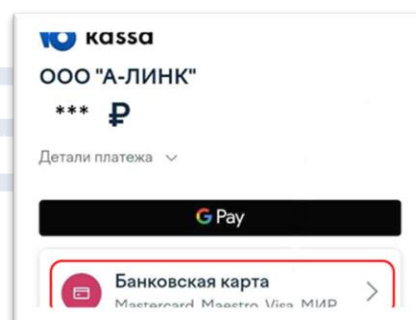 kassa
ООО "А-ЛИНК"
*** ₽
Детали платежа
G Pay
Банковская карта
Mastercard, Maestro, Visa, МИР